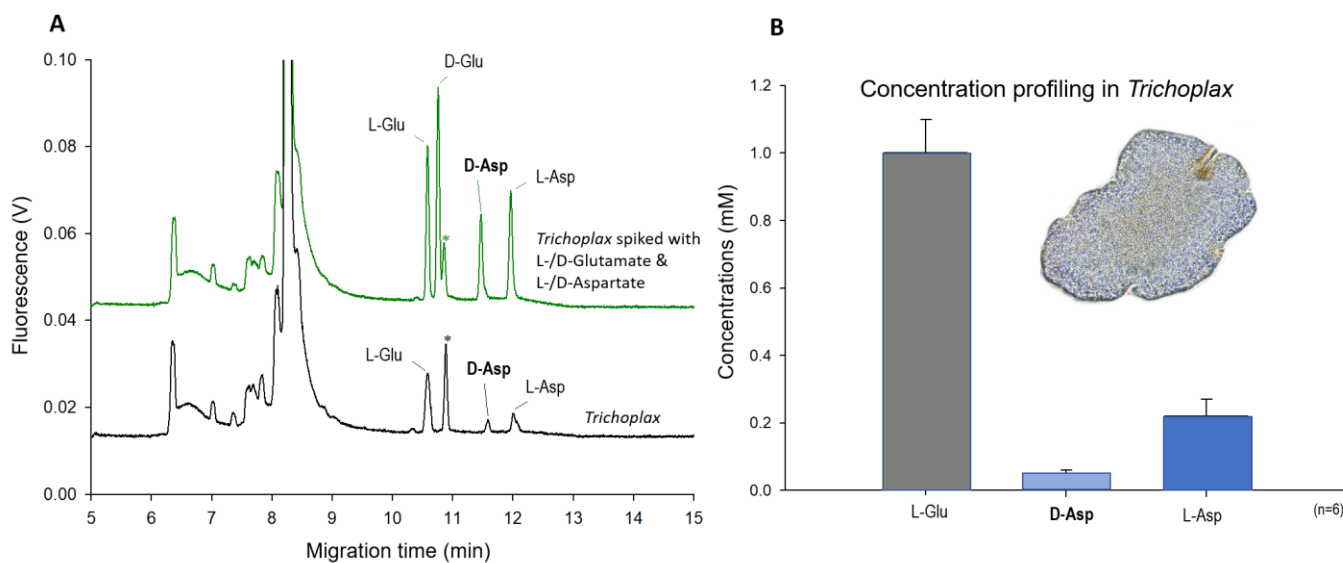 A
Fluorescence (V)
0.10
0.08
0.06
0.04
0.02
0.00
D-Glu
L-Glu
D-Asp
L-Asp
*
Trichoplax spiked with
L-/D-Glutamate &
L-/D-Aspartate
L-Glu
*
D-Asp
L-Asp
Trichoplax
5 6 7 8 9 10 11 12 13 14 15
Migration time (min)
B
Concentration profiling in Trichoplax
Concentrations (mM)
1.2
1.0
0.8
0.6
0.4
0.2
0.0
L-Glu D-Asp L-Asp (n=6)